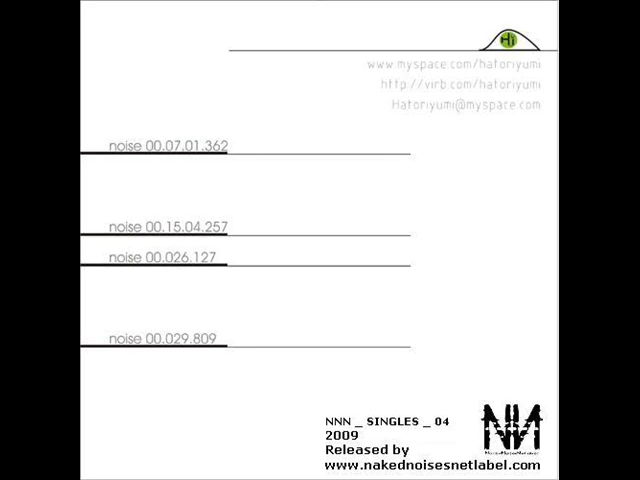 Hi
www.myspace.com/hatoriyumi
http://virb.com/hatoriyumi
Hatoriyumi@myspace.com
noise 00.07.01.362
noise 00.15.04.257
noise 00.026.127
noise 00.029.809
NNN _ SINGLES _ 04
2009
Released by
www.nakednoisesnetlabel.com
NN